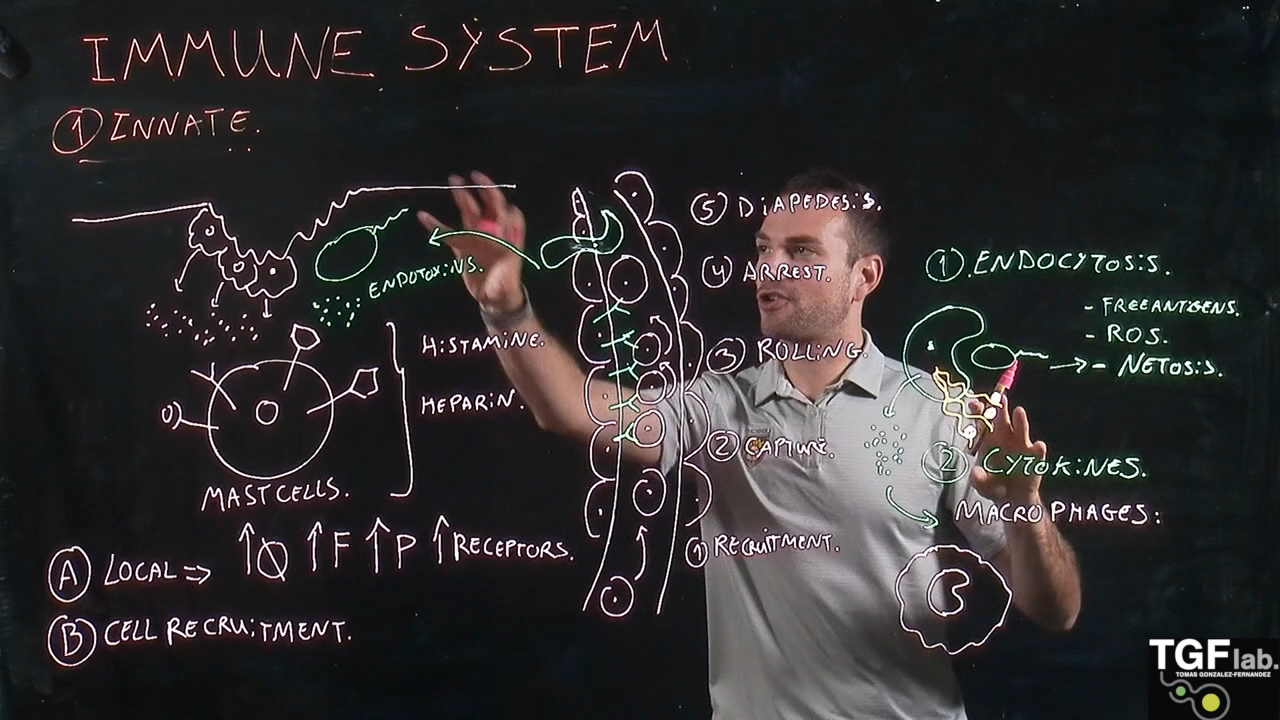 IMMUNE SYSTEM
① INNATE.
ENDOTOXINS.
HISTAMINE.
HEPARIN.
MAST CELLS.
Ⓐ LOCAL => ↑Ø ↑F ↑P ↑RECEPTORS.
Ⓑ CELL RECRUITMENT.
⑤ DIAPEDESIS.
④ ARREST.
③ ROLLING.
② CAPTURE.
① RECRUITMENT.
① ENDOCYTOSIS.
- FREE ANTGENS.
- ROS.
→ - NETOSIS.
② CYTOKINES.
MACROPHAGES:
TGF lab.
TOMAS GONZALEZ-FERNANDEZ